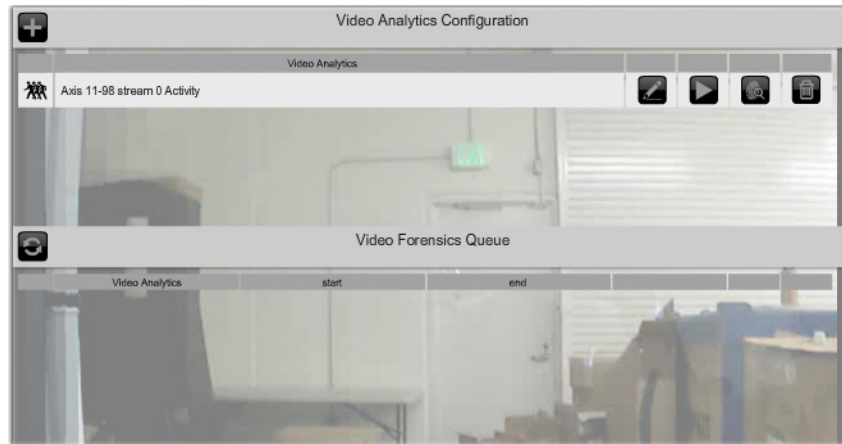 Video Analytics Configuration
Video Analytics
Axis 11-98 stream 0 Activity
Video Forensics Queue
Video Analytics start end